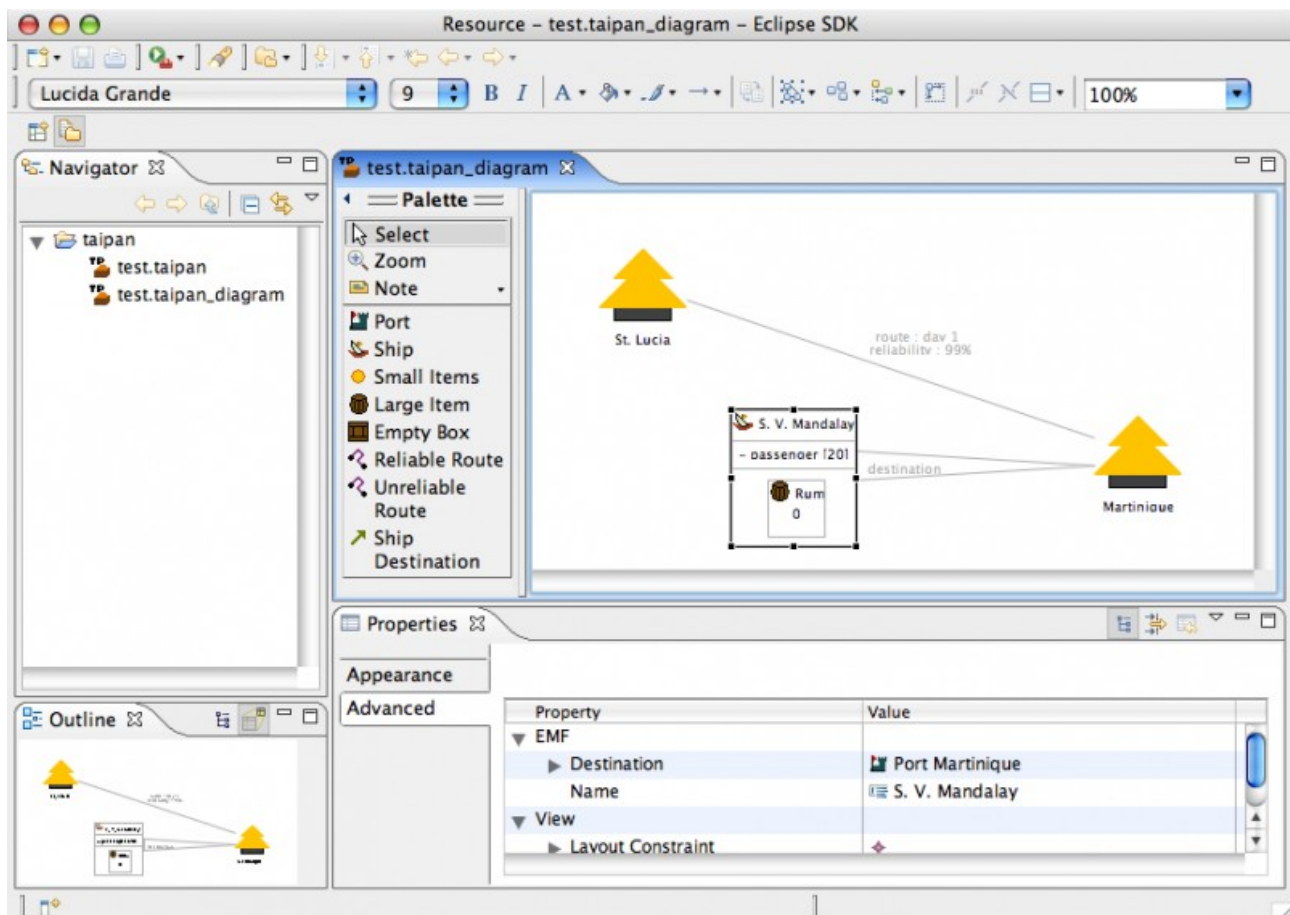 Resource – test.taipan_diagram – Eclipse SDK
Lucida Grande
9
B I
A
100%
Navigator
taipan
test.taipan
test.taipan_diagram
test.taipan_diagram
Palette
Select
Zoom
Note
Port
Ship
Small Items
Large Item
Empty Box
Reliable Route
Unreliable
Route
Ship
Destination
St. Lucia
route : day 1
reliability : 99%
S. V. Mandalay
– passenger [20]
destination
Rum
0
Martinique
Outline
Properties
Appearance
Advanced
Property Value
EMF
Destination Port Martinique
Name S. V. Mandalay
View
Layout Constraint